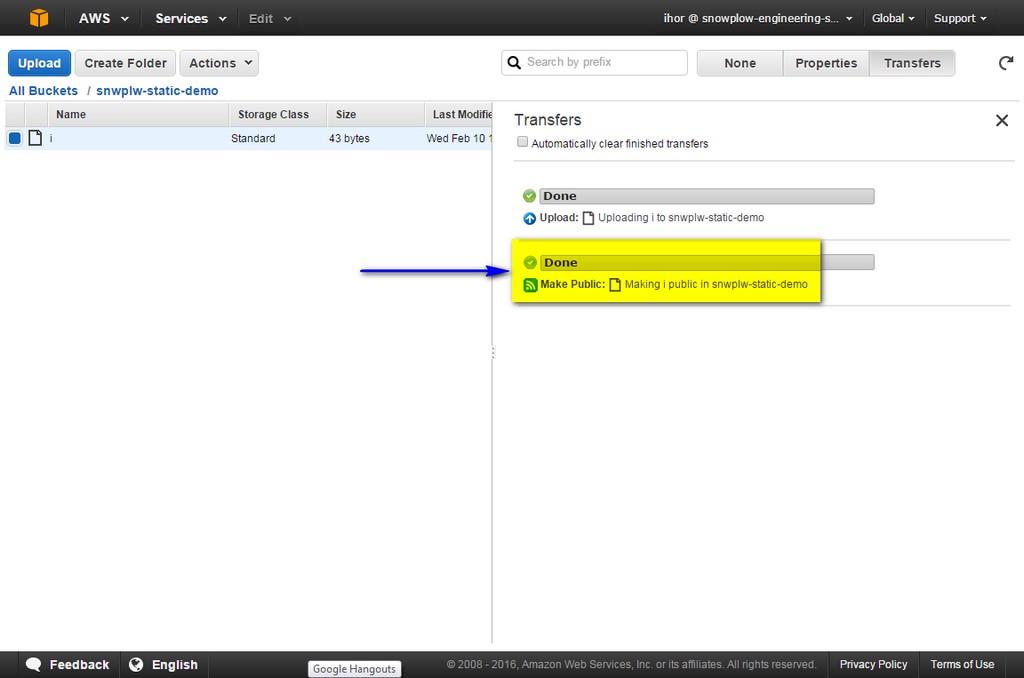 AWS Services Edit ihor @ snowplow-engineering-s... Global Support
Upload Create Folder Actions Search by prefix None Properties Transfers
All Buckets / snwplw-static-demo
Name Storage Class Size Last Modifie
i Standard 43 bytes Wed Feb 10 1
Transfers
Automatically clear finished transfers
Done
Upload: Uploading i to snwplw-static-demo
Done
Make Public: Making i public in snwplw-static-demo
Feedback English Google Hangouts © 2008 - 2016, Amazon Web Services, Inc. or its affiliates. All rights reserved. Privacy Policy Terms of Use